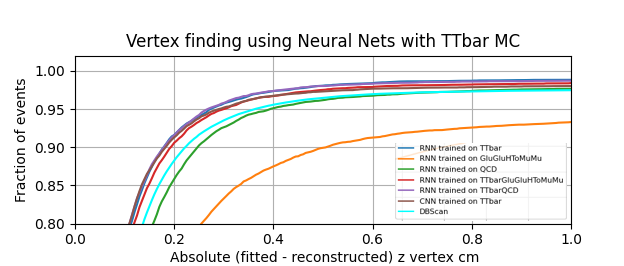 Vertex finding using Neural Nets with TTbar MC
Fraction of events
1.00
0.95
0.90
0.85
0.80
RNN trained on TTbar
RNN trained on GluGluHToMuMu
RNN trained on QCD
RNN trained on TTbarGluGluHToMuMu
RNN trained on TTbarQCD
CNN trained on TTbar
DBScan
0.0 0.2 0.4 0.6 0.8 1.0
Absolute (fitted - reconstructed) z vertex cm